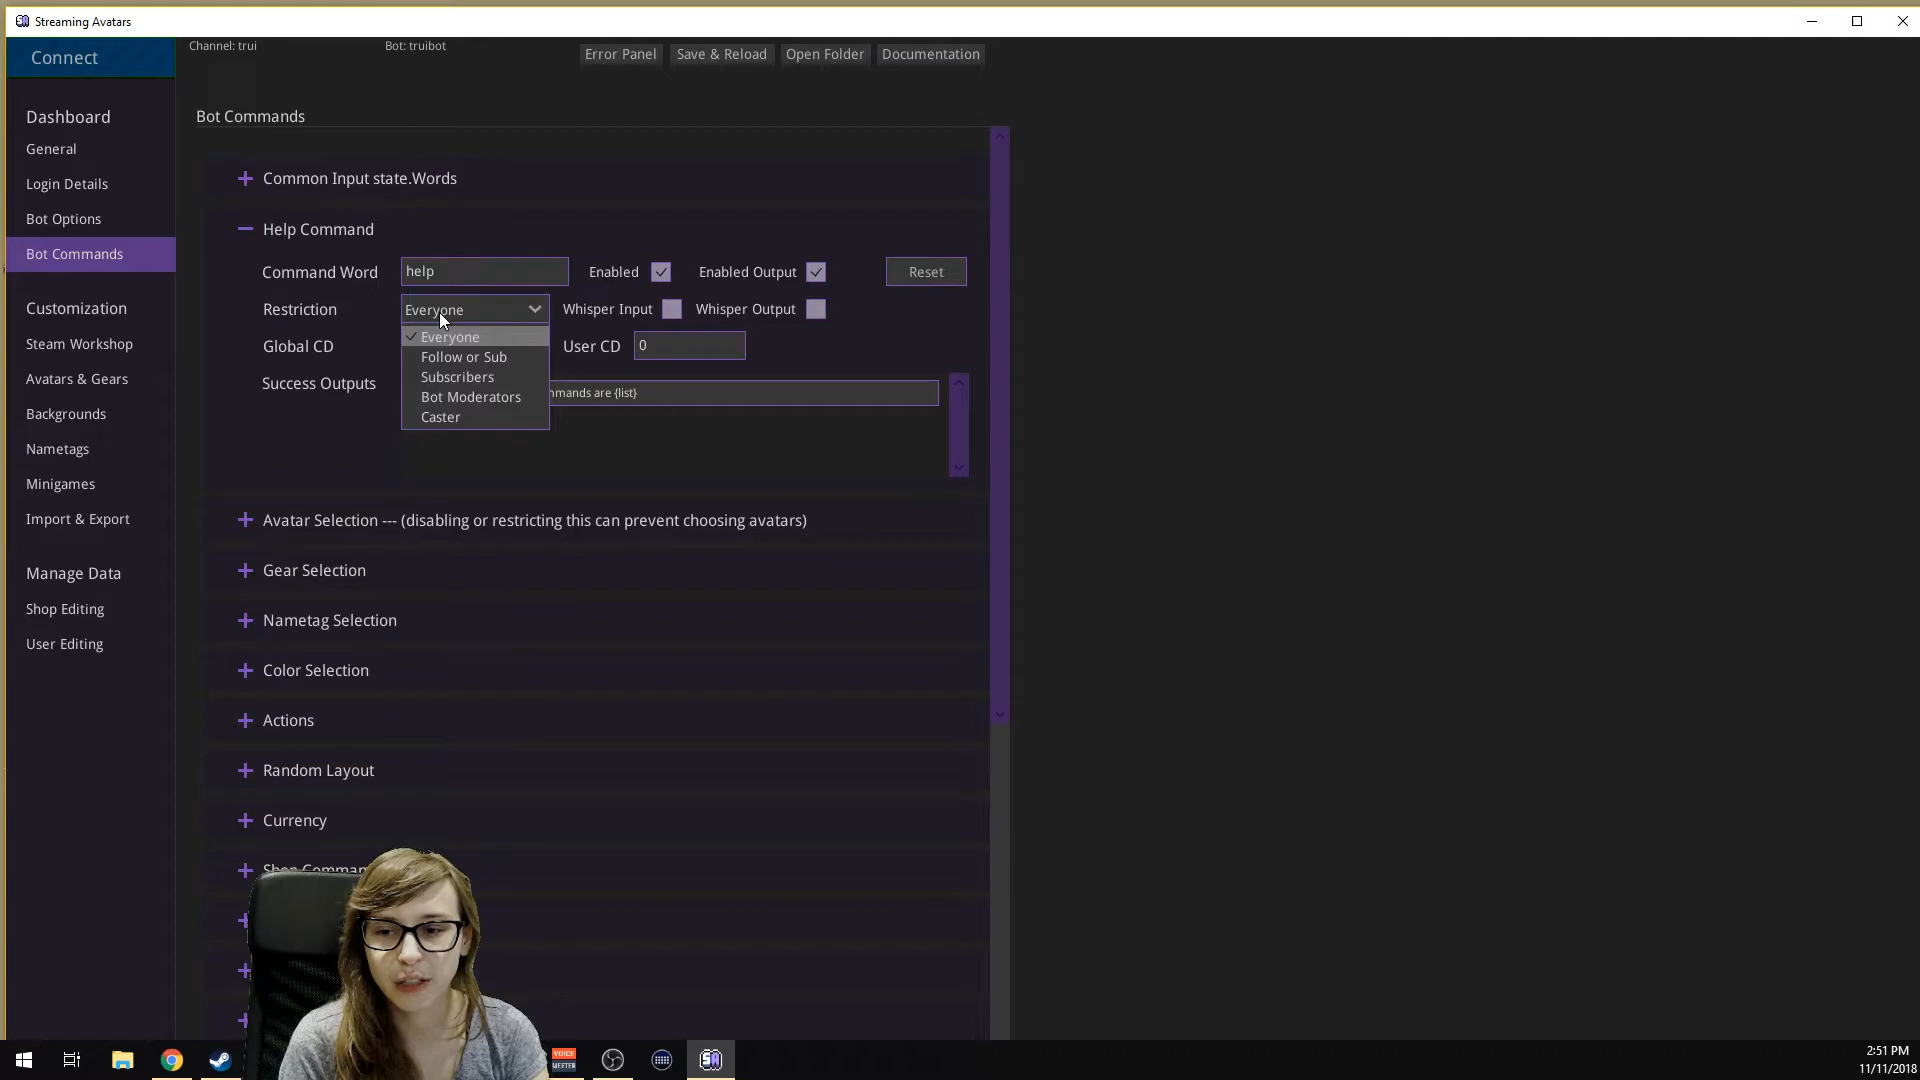 Streaming Avatars
Connect
Channel: trui
Bot: truibot
Error Panel
Save & Reload
Open Folder
Documentation
Dashboard
General
Login Details
Bot Options
Bot Commands
Customization
Steam Workshop
Avatars & Gears
Backgrounds
Nametags
Minigames
Import & Export
Manage Data
Shop Editing
User Editing
Bot Commands
Common Input state.Words
Help Command
Command Word
help
Enabled
Enabled Output
Reset
Restriction
Everyone
Whisper Input
Whisper Output
Everyone
Follow or Sub
Subscribers
Bot Moderators
Caster
Global CD
User CD
0
Success Outputs
mmands are {list}
Avatar Selection --- (disabling or restricting this can prevent choosing avatars)
Gear Selection
Nametag Selection
Color Selection
Actions
Random Layout
Currency
Shop Comman
VOICE
MEETER
SA
2:51 PM
11/11/2018